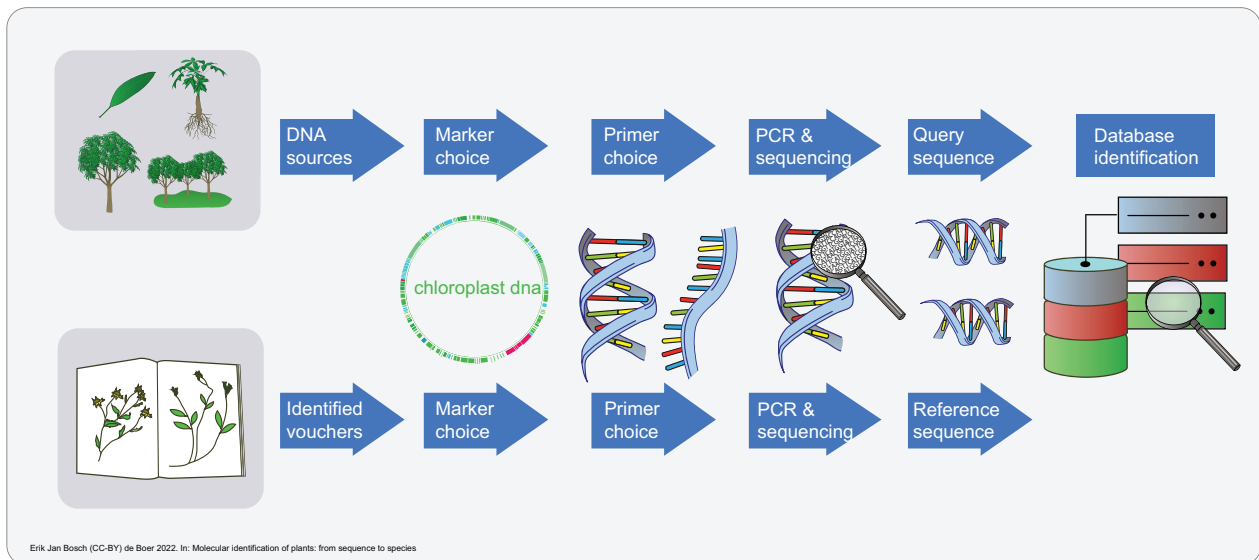 DNA
sources
Marker
choice
Primer
choice
PCR &
sequencing
Query
sequence
Database
identification
chloroplast dna
Identified
vouchers
Marker
choice
Primer
choice
PCR &
sequencing
Reference
sequence
Erik Jan Bosch (CC-BY) de Boer 2022. In: Molecular identification of plants: from sequence to species